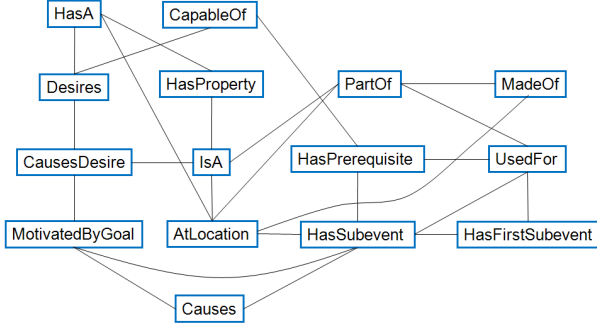 HasA
CapableOf
Desires
HasProperty
PartOf
MadeOf
CausesDesire
IsA
HasPrerequisite
UsedFor
MotivatedByGoal
AtLocation
HasSubevent
HasFirstSubevent
Causes